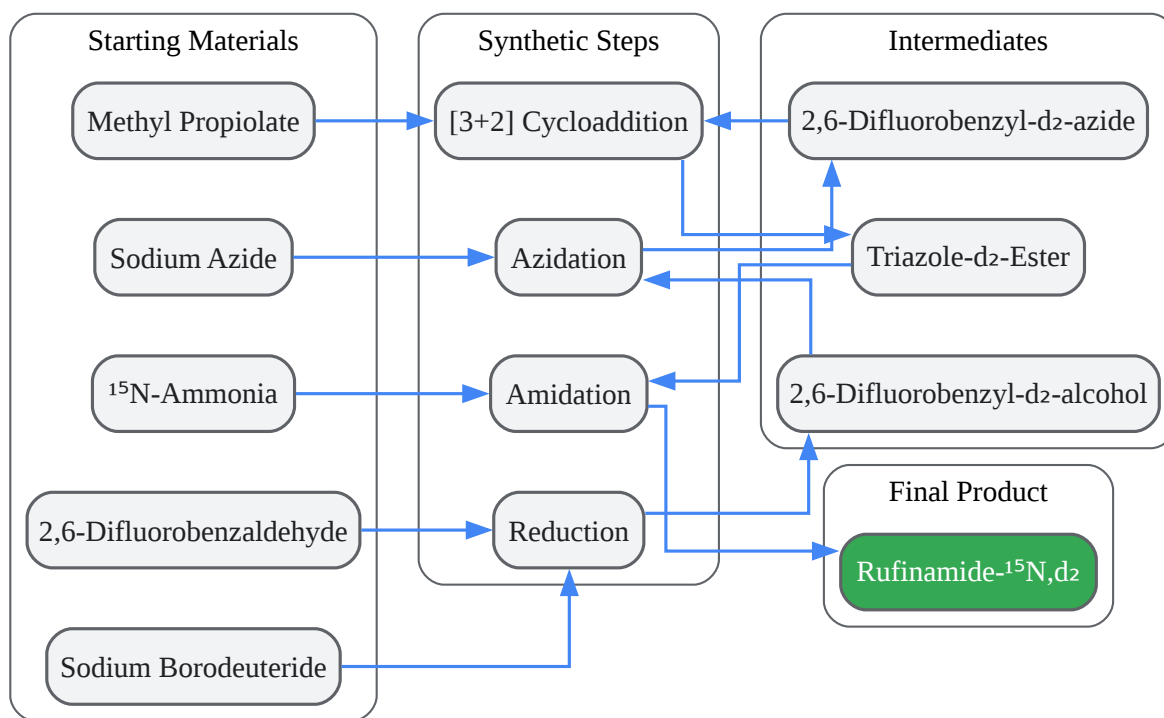 Starting Materials
Methyl Propiolate
Sodium Azide
¹⁵N-Ammonia
2,6-Difluorobenzaldehyde
Sodium Borodeuteride
Synthetic Steps
[3+2] Cycloaddition
Azidation
Amidation
Reduction
Intermediates
2,6-Difluorobenzyl-d₂-azide
Triazole-d₂-Ester
2,6-Difluorobenzyl-d₂-alcohol
Final Product
Rufinamide-¹⁵N,d₂